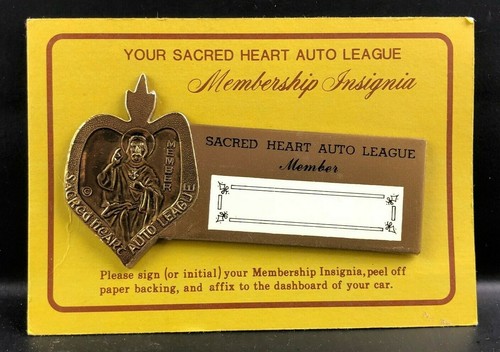 YOUR SACRED HEART AUTO LEAGUE
Membership Insignia
MEMBER
© SACRED HEART AUTO LEAGUE
SACRED HEART AUTO LEAGUE
Member
Please sign (or initial) your Membership Insignia, peel off
paper backing, and affix to the dashboard of your car.